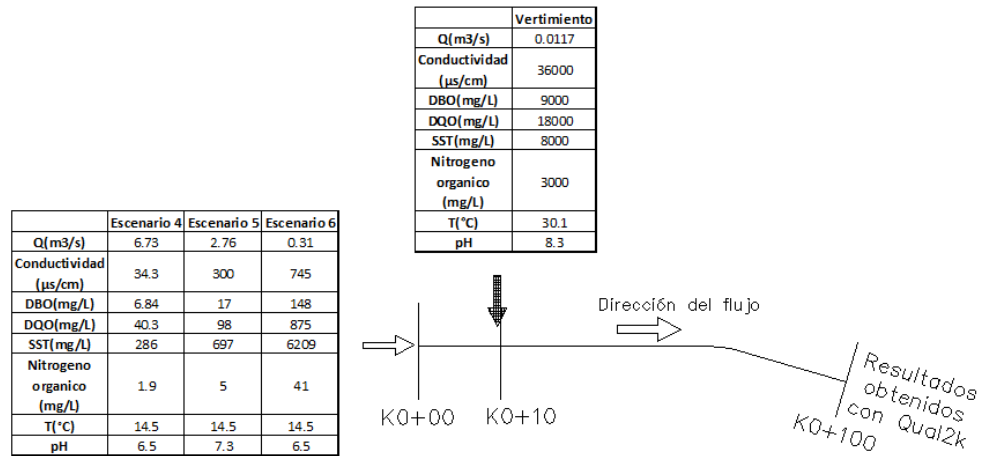 Vertimiento
Q(m3/s) 0.0117
Conductividad
(µs/cm) 36000
DBO(mg/L) 9000
DQO(mg/L) 18000
SST(mg/L) 8000
Nitrogeno
organico
(mg/L) 3000
T(°C) 30.1
pH 8.3
Escenario 4 Escenario 5 Escenario 6
Q(m3/s) 6.73 2.76 0.31
Conductividad
(µs/cm) 34.3 300 745
DBO(mg/L) 6.84 17 148
DQO(mg/L) 40.3 98 875
SST(mg/L) 286 697 6209
Nitrogeno
organico
(mg/L) 1.9 5 41
T(°C) 14.5 14.5 14.5
pH 6.5 7.3 6.5
Dirección del flujo
K0+00 K0+10
K0+100
Resultados
obtenidos
con Qual2k